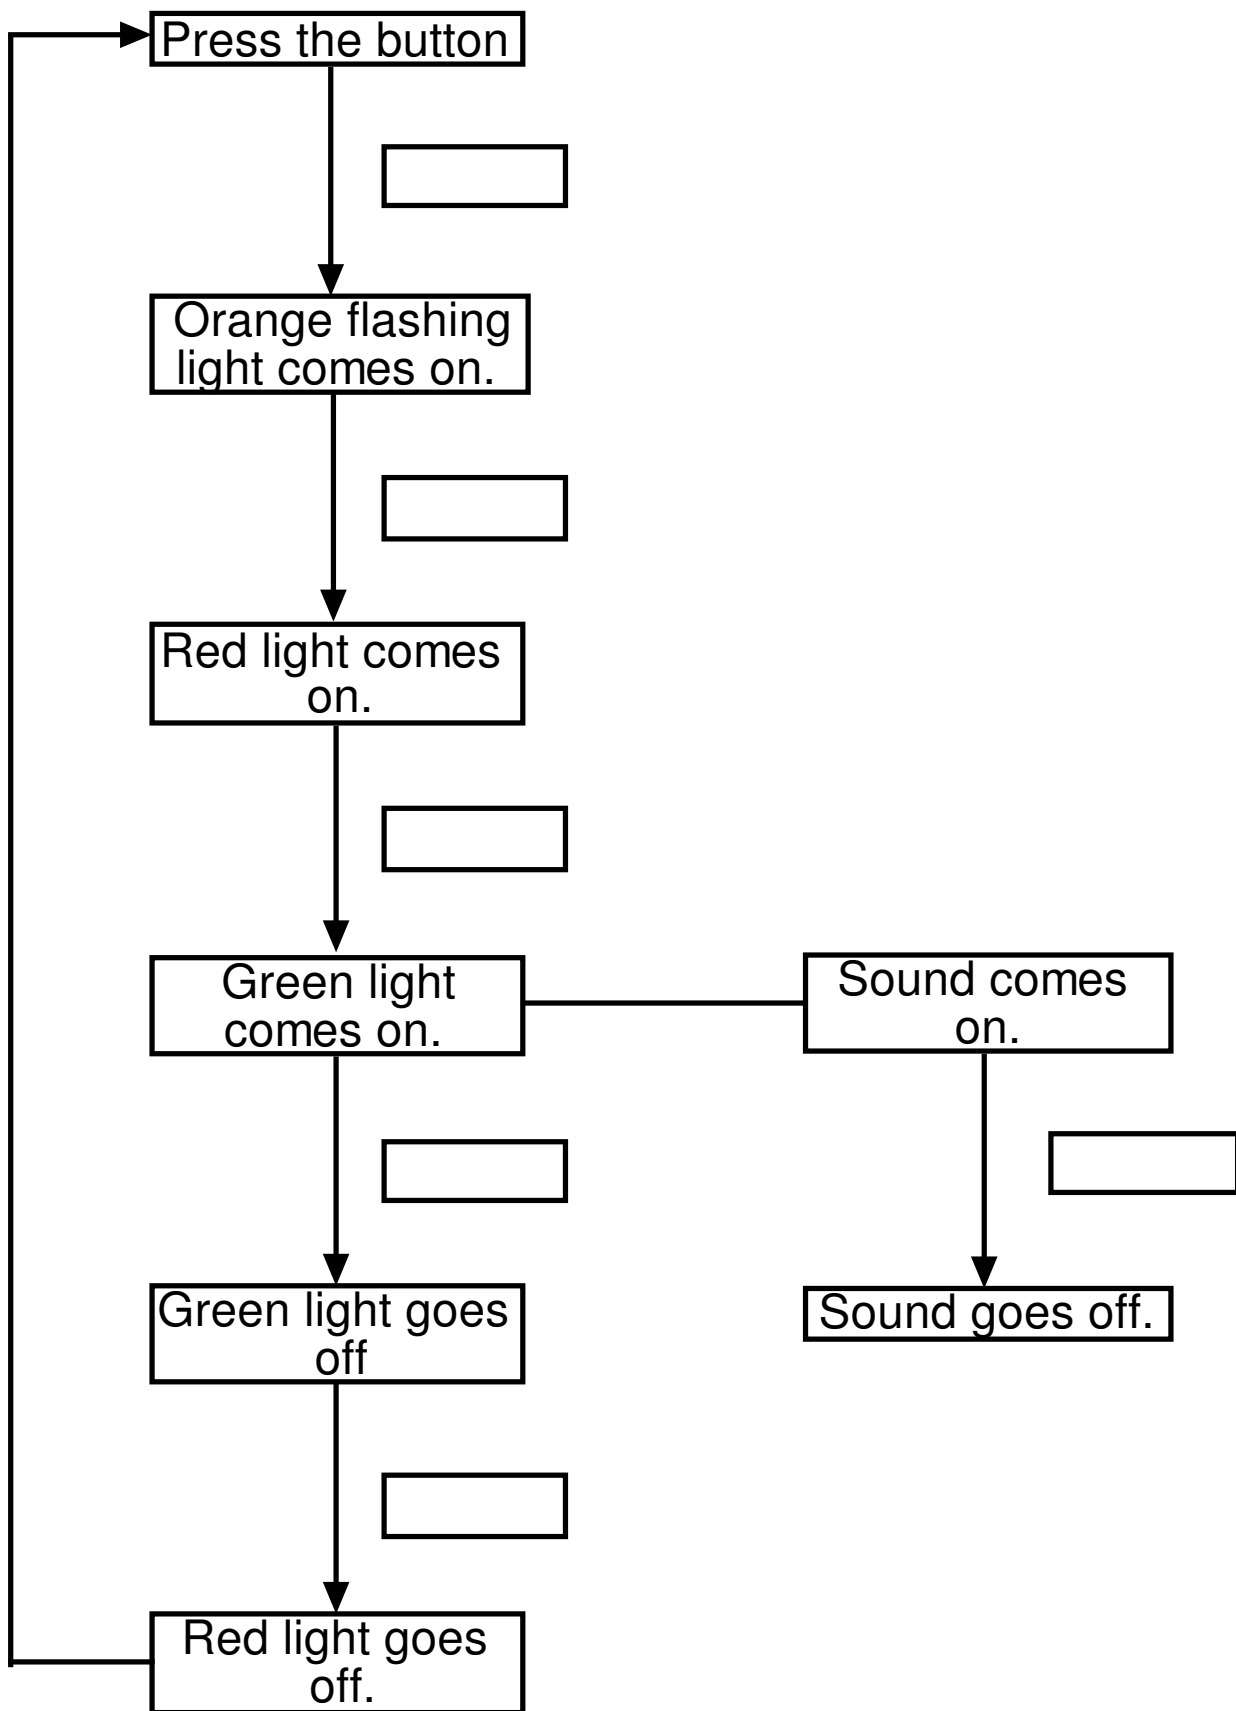 Press the button
Orange flashing
light comes on.
Red light comes
on.
Green light
comes on.
Sound comes
on.
Green light goes
off
Sound goes off.
Red light goes
off.